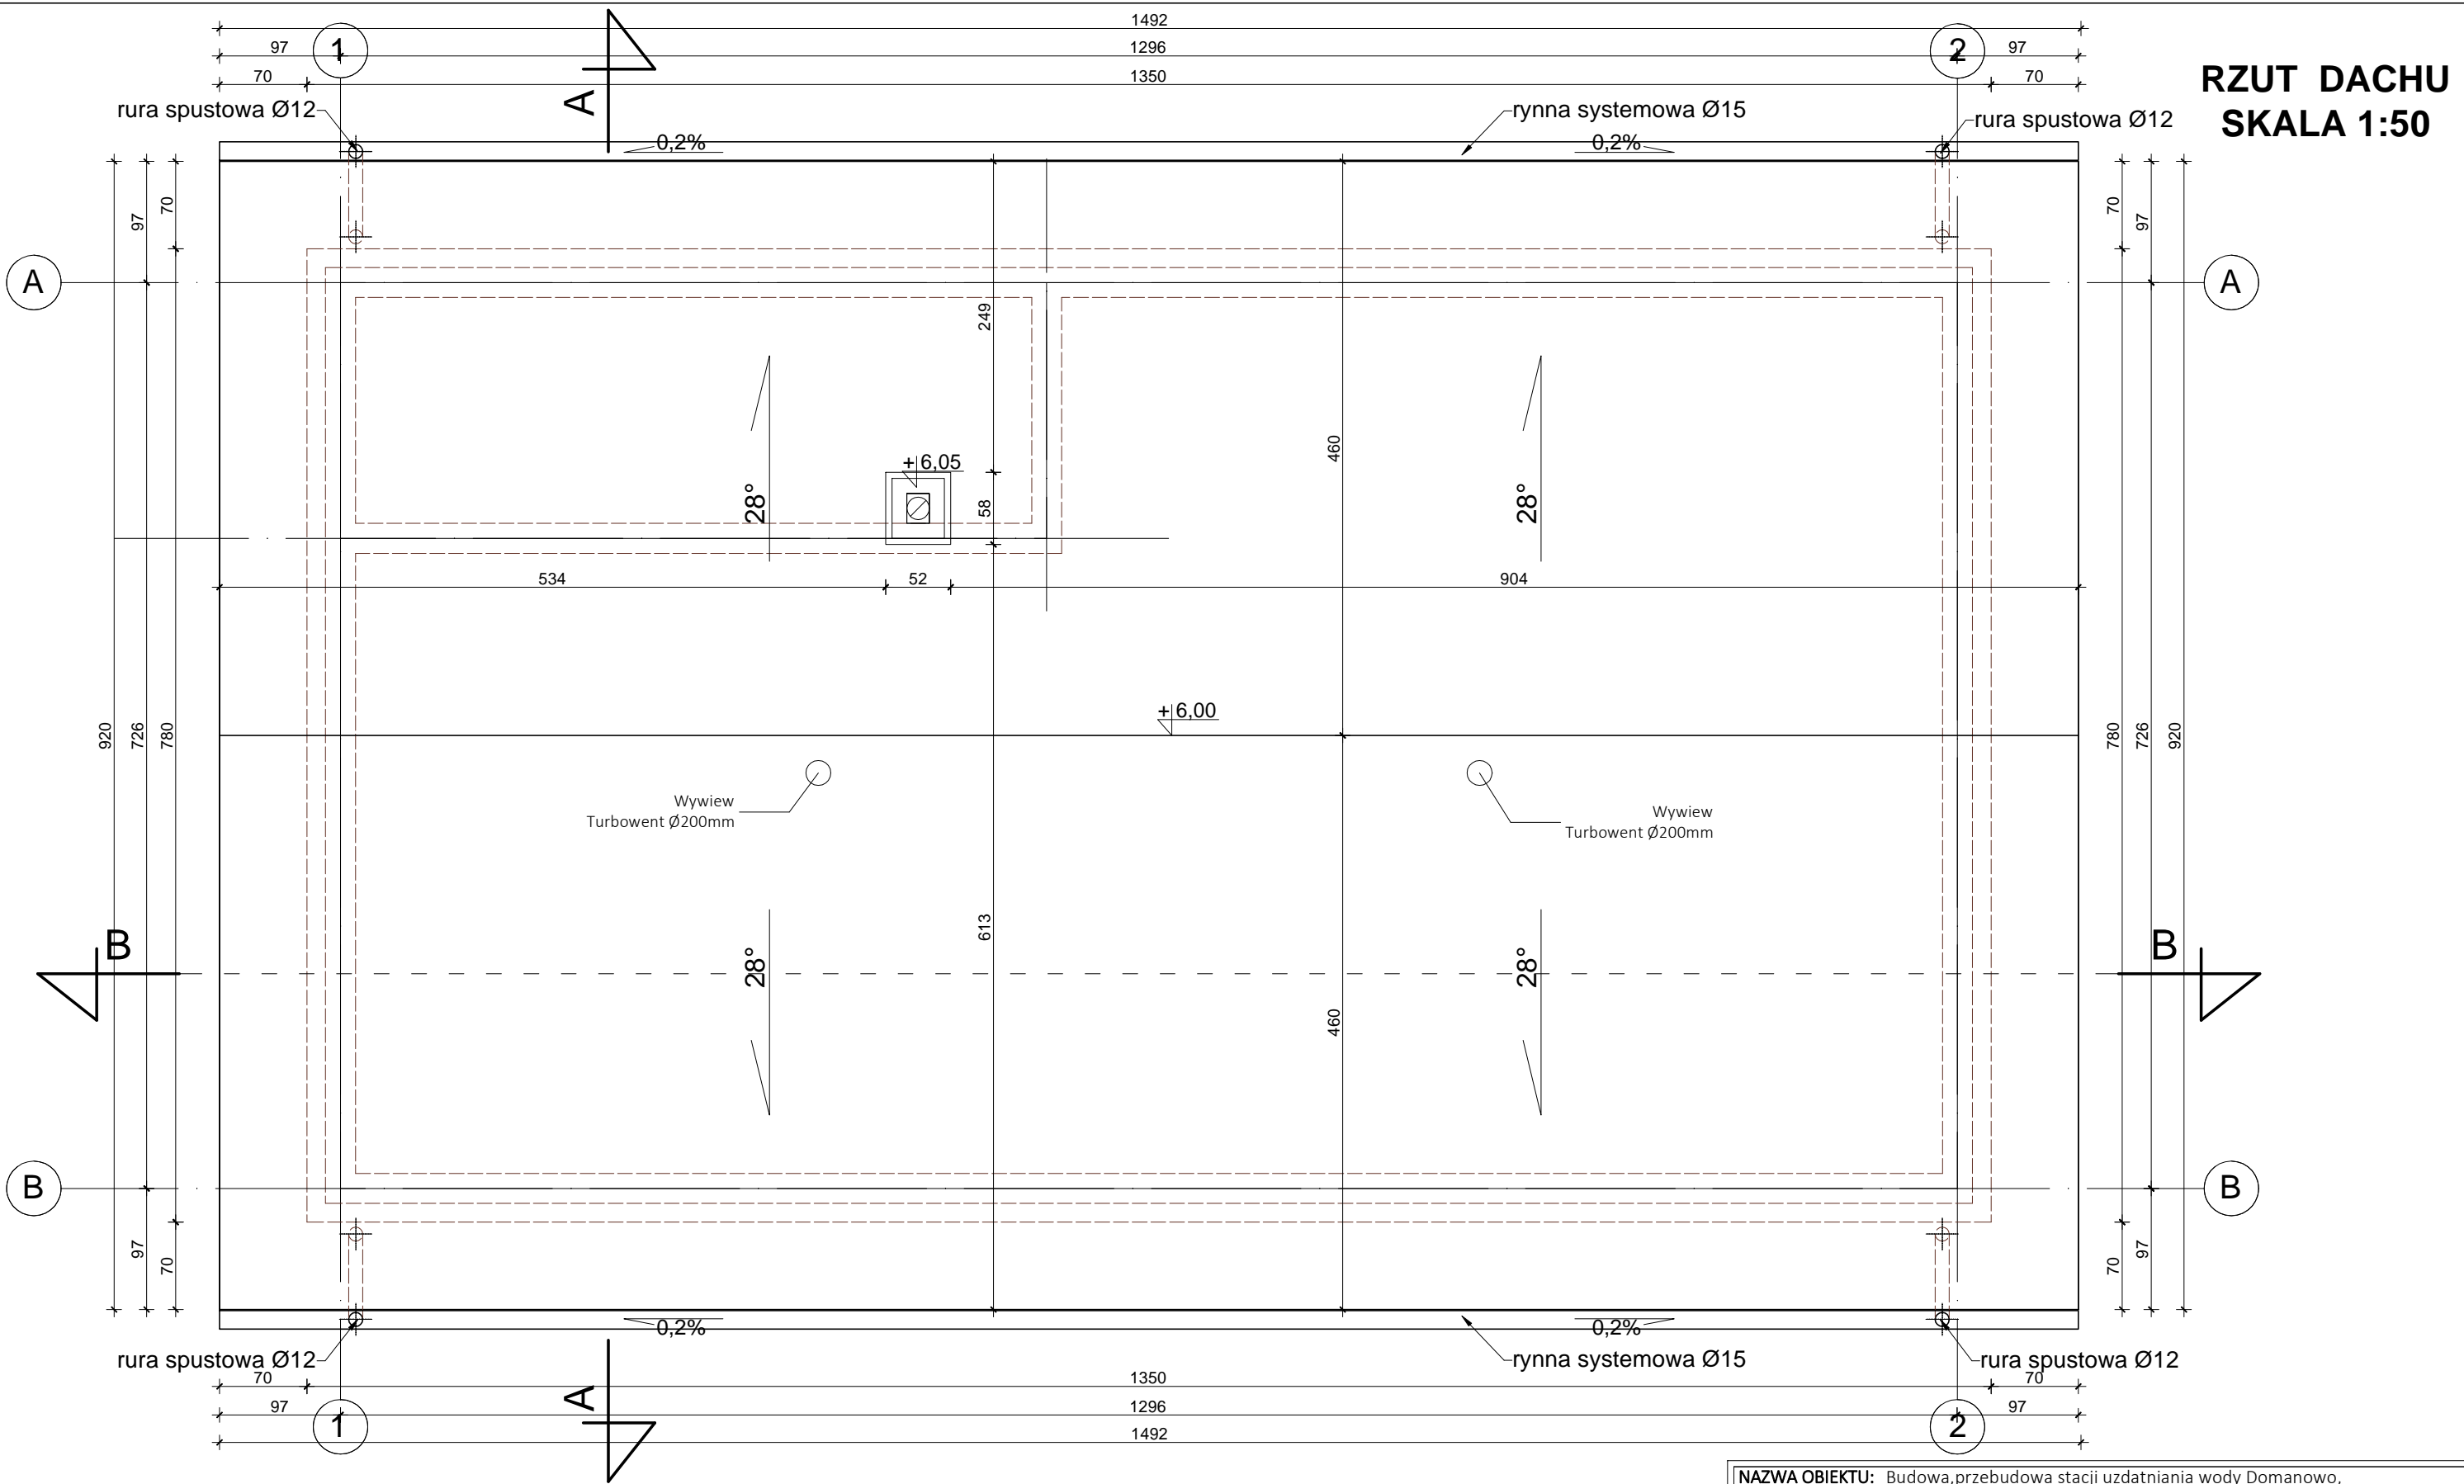 1492
97
1
1296
2
97
70
1350
70
RZUT DACHU
SKALA 1:50
A
rura spustowa Ø12
rynna systemowa Ø15
rura spustowa Ø12
0,2%
0,2%
70
97
70
97
A
A
249
460
+6,05
28°
28°
58
534
52
904
+6,00
920
726
780
780
726
920
Wywiew
Turbowent Ø200mm
Wywiew
Turbowent Ø200mm
613
B
B
28°
28°
460
B
B
97
70
70
97
0,2%
0,2%
rura spustowa Ø12
rynna systemowa Ø15
rura spustowa Ø12
70
1350
70
A
97
1
1296
2
97
1492
NAZWA OBIEKTU: Budowa,przebudowa stacji uzdatniania wody Domanowo,